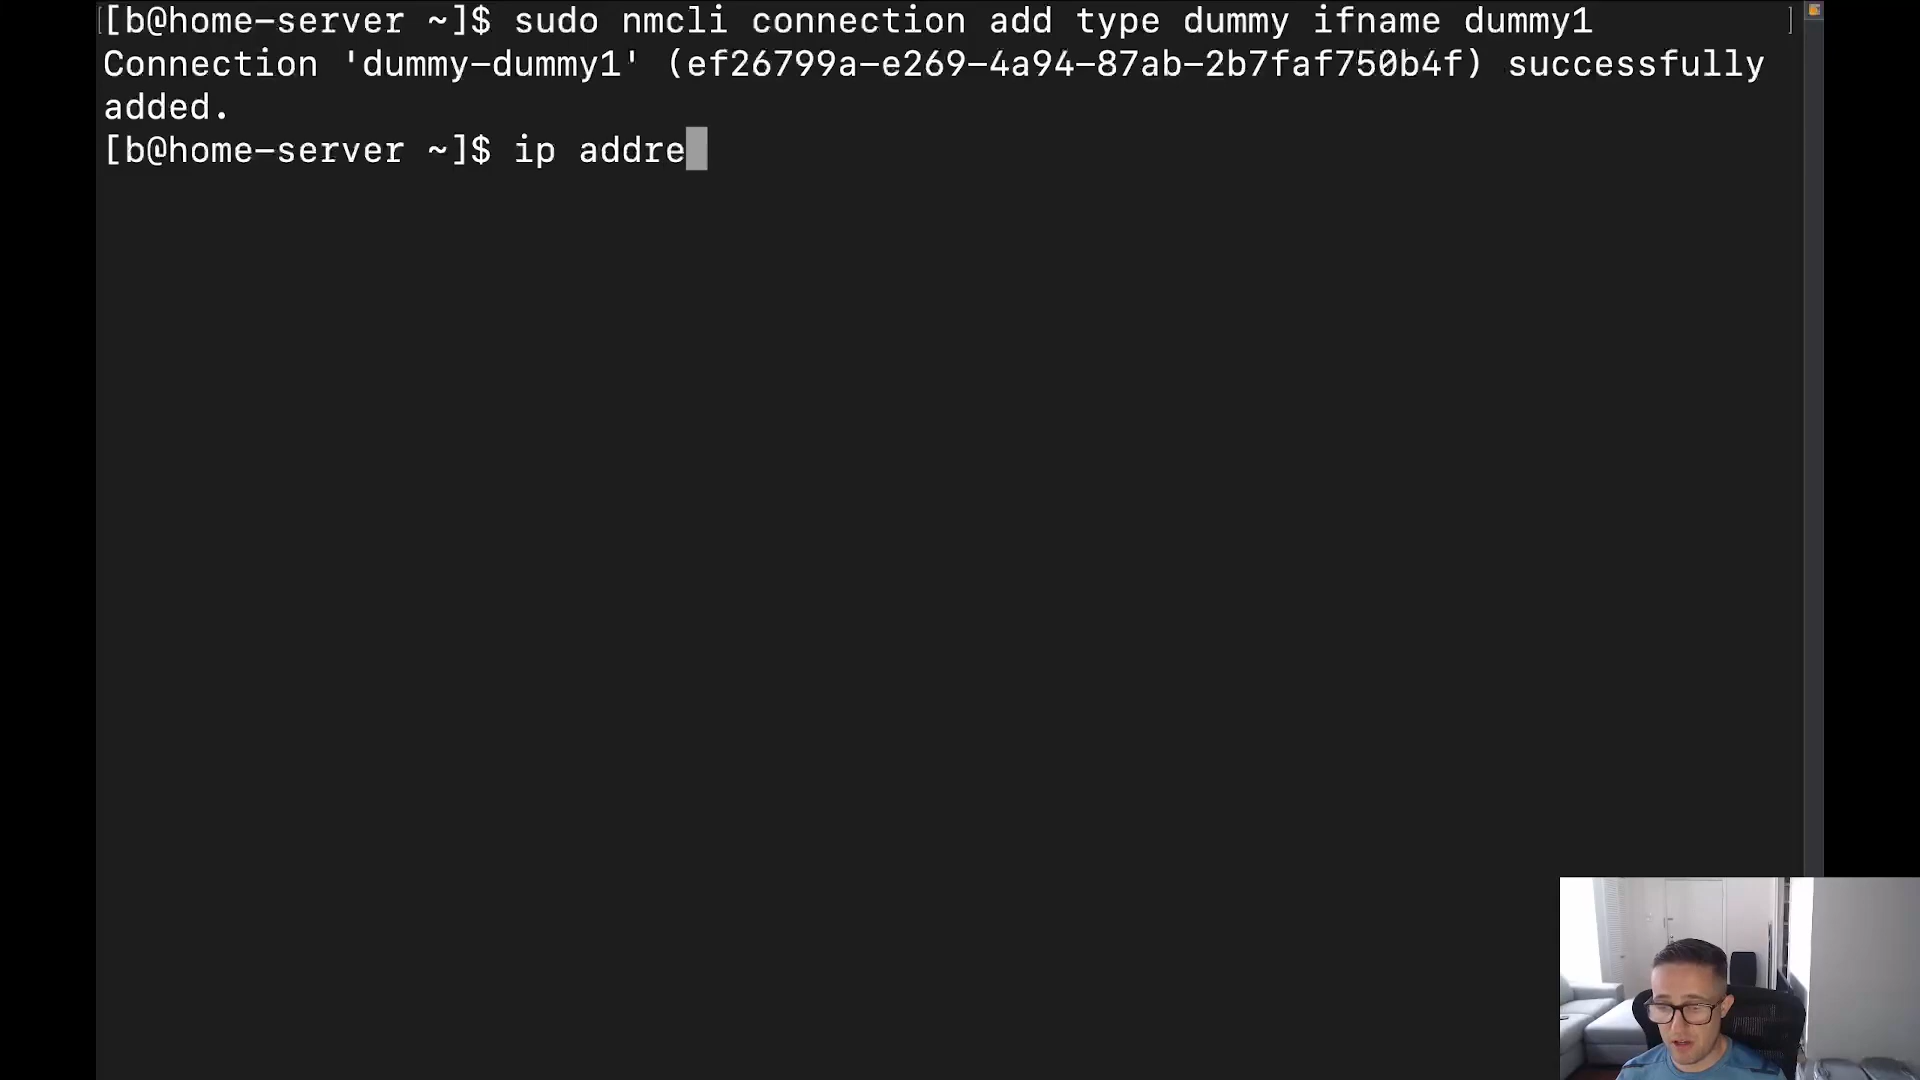 [b@home-server ~]$ sudo nmcli connection add type dummy ifname dummy1
Connection 'dummy-dummy1' (ef26799a-e269-4a94-87ab-2b7faf750b4f) successfully
added.
[b@home-server ~]$ ip addre